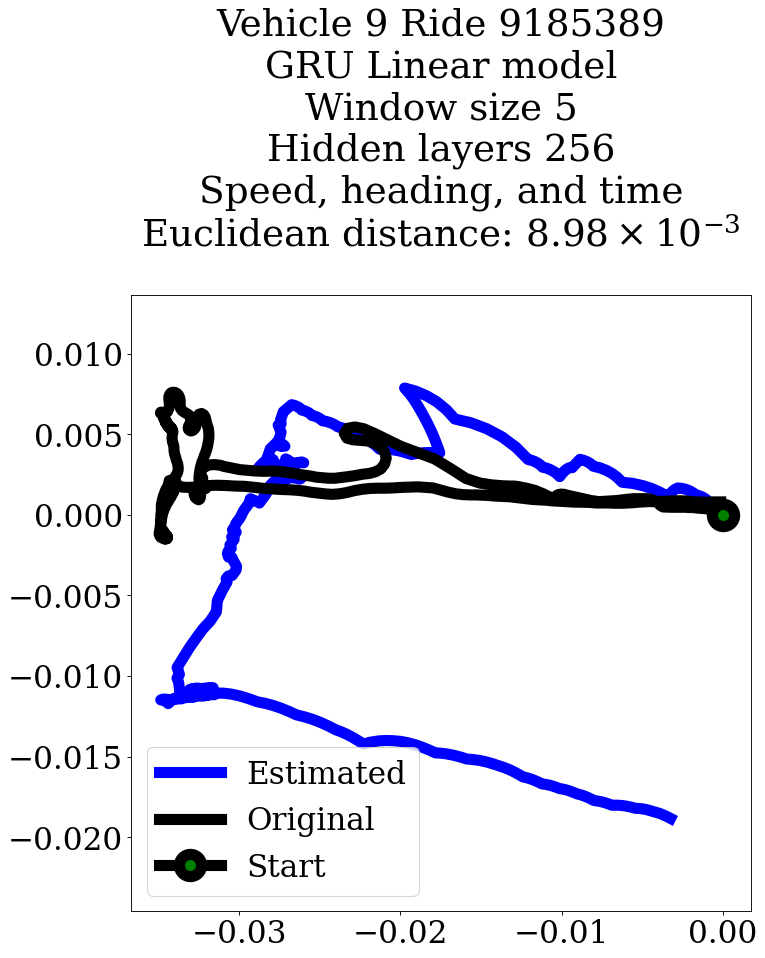 Vehicle 9 Ride 9185389
GRU Linear model
Window size 5
Hidden layers 256
Speed, heading, and time
Euclidean distance: 8.98 × 10⁻³
0.010
0.005
0.000
−0.005
−0.010
−0.015
−0.020
Estimated
Original
Start
−0.03 −0.02 −0.01 0.00